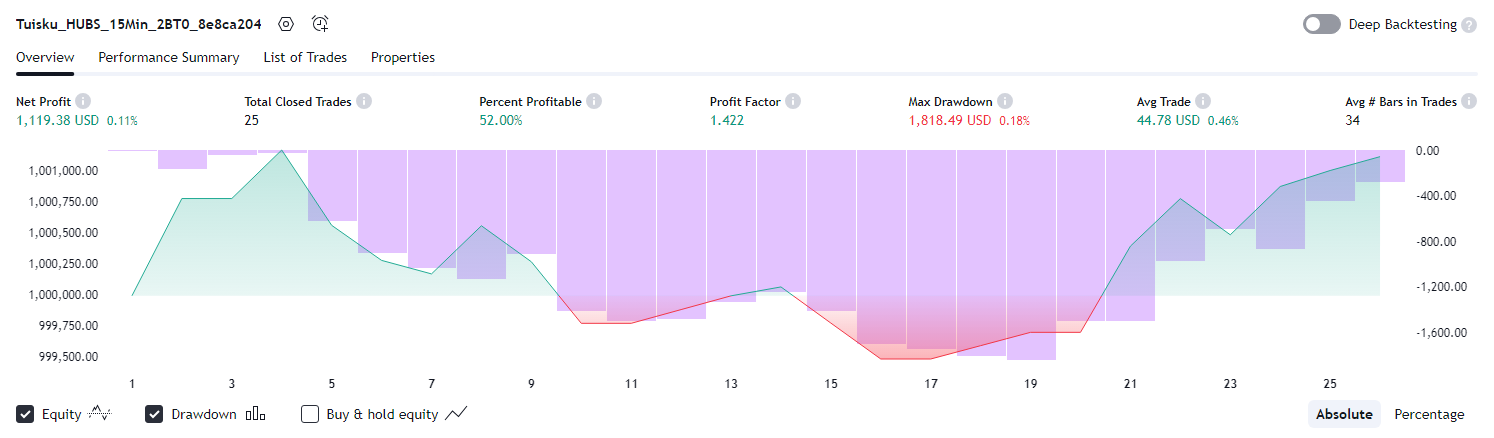 Tuisku_HUBS_15Min_2BT0_8e8ca204 Deep Backtesting ?
Overview Performance Summary List of Trades Properties
Net Profit i Total Closed Trades i Percent Profitable i Profit Factor i Max Drawdown i Avg Trade i Avg # Bars in Trades i
1,119.38 USD 0.11% 25 52.00% 1.422 1,818.49 USD 0.18% 44.78 USD 0.46% 34
0.00
1,001,000.00
-400.00
1,000,750.00
1,000,500.00
-800.00
1,000,250.00
-1,200.00
1,000,000.00
999,750.00
-1,600.00
999,500.00
1 3 5 7 9 11 13 15 17 19 21 23 25
Equity Drawdown Buy & hold equity Absolute Percentage